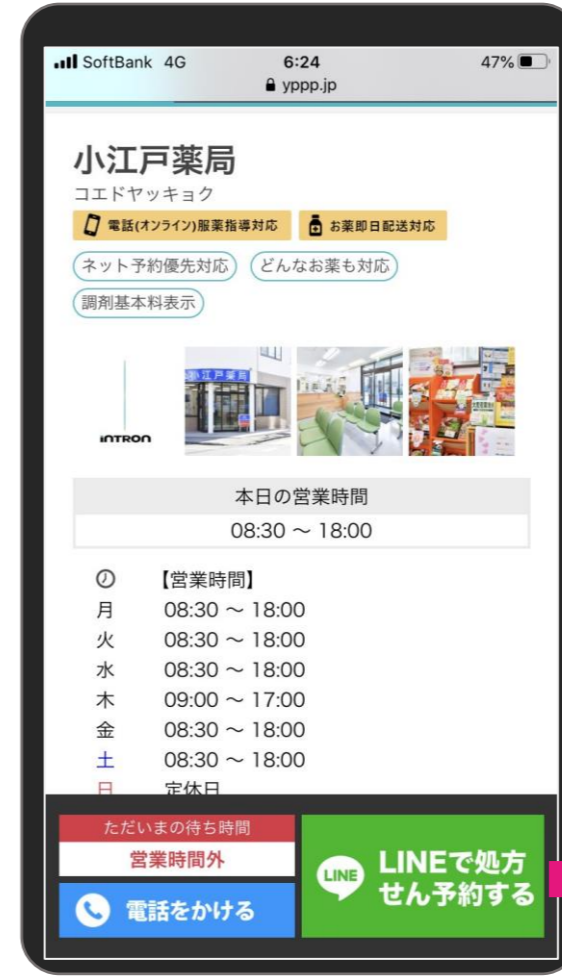 SoftBank 4G 6:24 47%
yppp.jp
小江戸薬局
コエドヤッキョク
電話(オンライン)服薬指導対応 お薬即日配送対応
ネット予約優先対応 どんなお薬も対応
調剤基本料表示
小江戸薬局
INTRON
本日の営業時間
08:30 ～ 18:00
【営業時間】
月 08:30 ～ 18:00
火 08:30 ～ 18:00
水 08:30 ～ 18:00
木 09:00 ～ 17:00
金 08:30 ～ 18:00
土 08:30 ～ 18:00
日 定休日
ただいまの待ち時間
営業時間外
電話をかける
LINE
LINEで処方
せん予約する